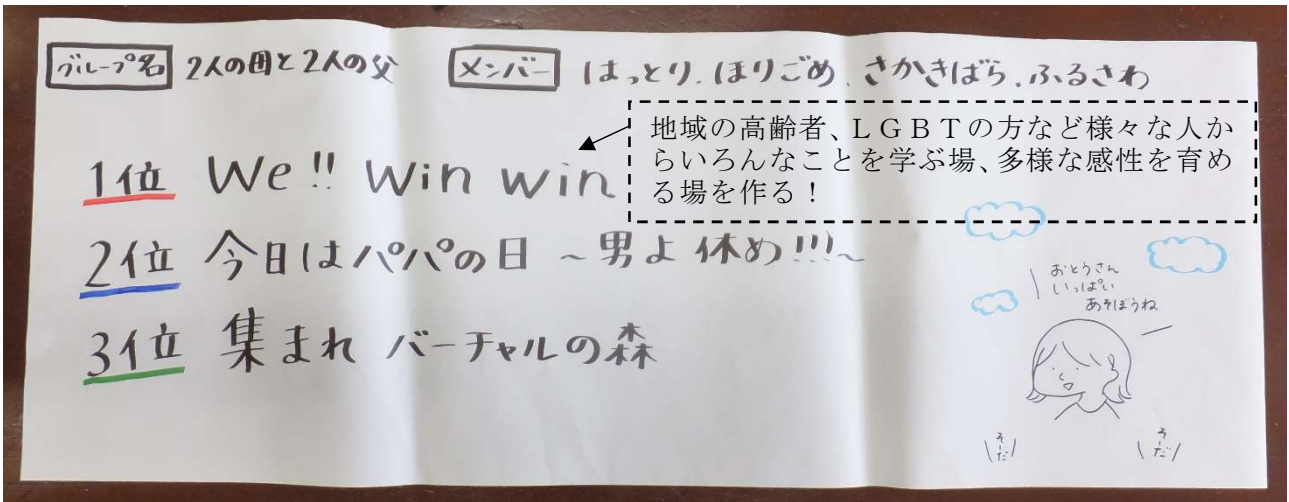 グループ名 2人の母と2人の父 メンバー はっとり、ほりごめ、さかきばら、ふるさわ
地域の高齢者、LGBTの方など様々な人か
らいろんなことを学ぶ場、多様な感性を育め
る場を作る！
1位 We!! Win win
2位 今日はパパの日 ~男よ 休め!!!~
3位 集まれ バーチャルの森
おとうさん
いっぱい
あそぼうね
そーだ
そーだ